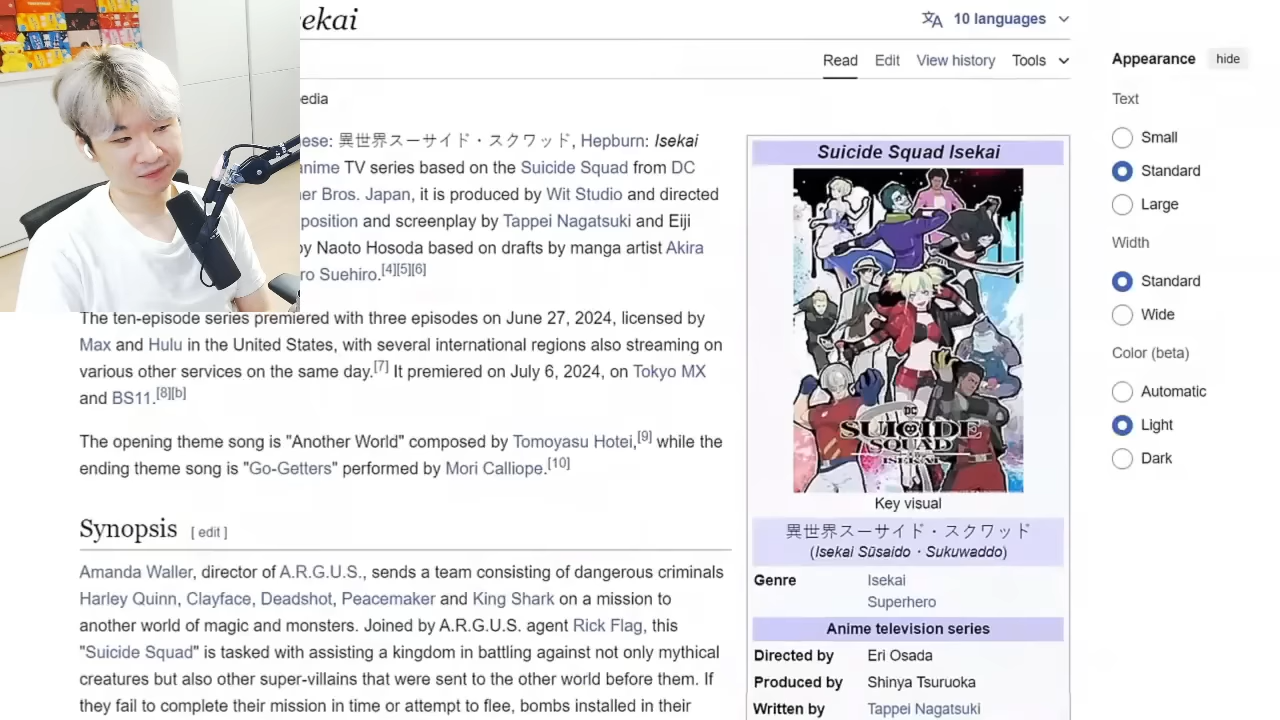 ekai
10 languages
Read Edit View history Tools
edia
Appearance hide
Text
Small
Standard
Large
Width
Standard
Wide
Color (beta)
Automatic
Light
Dark
ese: 異世界スーサイド・スクワッド, Hepburn: Isekai
anime TV series based on the Suicide Squad from DC
er Bros. Japan, it is produced by Wit Studio and directed
position and screenplay by Tappei Nagatsuki and Eiji
by Naoto Hosoda based on drafts by manga artist Akira
ro Suehiro.[4][5][6]
The ten-episode series premiered with three episodes on June 27, 2024, licensed by
Max and Hulu in the United States, with several international regions also streaming on
various other services on the same day.[7] It premiered on July 6, 2024, on Tokyo MX
and BS11.[8][b]
The opening theme song is "Another World" composed by Tomoyasu Hotei,[9] while the
ending theme song is "Go-Getters" performed by Mori Calliope.[10]
Synopsis [ edit ]
Amanda Waller, director of A.R.G.U.S., sends a team consisting of dangerous criminals
Harley Quinn, Clayface, Deadshot, Peacemaker and King Shark on a mission to
another world of magic and monsters. Joined by A.R.G.U.S. agent Rick Flag, this
"Suicide Squad" is tasked with assisting a kingdom in battling against not only mythical
creatures but also other super-villains that were sent to the other world before them. If
they fail to complete their mission in time or attempt to flee, bombs installed in their
Suicide Squad Isekai
DC
SUICIDE
SQUAD
ISEKAI
Key visual
異世界スーサイド・スクワッド
(Isekai Sūsaido・Sukuwaddo)
Genre Isekai
Superhero
Anime television series
Directed by Eri Osada
Produced by Shinya Tsuruoka
Written by Tappei Nagatsuki